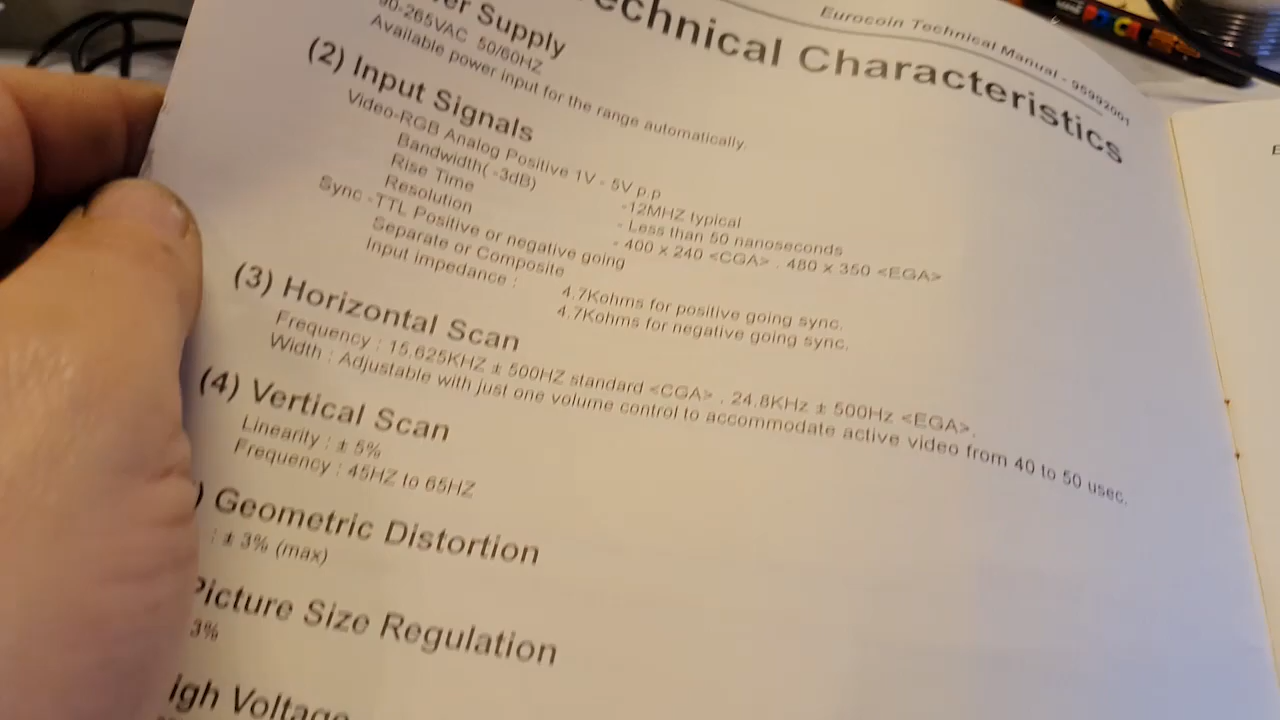 Eurocoin Technical Manual - 95992001
echnical Characteristics
er Supply
90-265VAC 50/60HZ
Available power input for the range automatically.
(2) Input Signals
Video-RGB Analog Positive 1V - 5V p.p
Bandwidth( -3dB) -12MHZ typical
Rise Time - Less than 50 nanoseconds
Resolution - 400 x 240 <CGA> . 480 x 350 <EGA>
Sync -TTL Positive or negative going
Separate or Composite
Input impedance : 4.7Kohms for positive going sync.
4.7Kohms for negative going sync.
(3) Horizontal Scan
Frequency : 15.625KHZ ± 500HZ standard <CGA> . 24.8KHz ± 500Hz <EGA>.
Width : Adjustable with just one volume control to accommodate active video from 40 to 50 usec.
(4) Vertical Scan
Linearity : ± 5%
Frequency : 45HZ to 65HZ
) Geometric Distortion
: ± 3% (max)
Picture Size Regulation
3%
igh Voltage